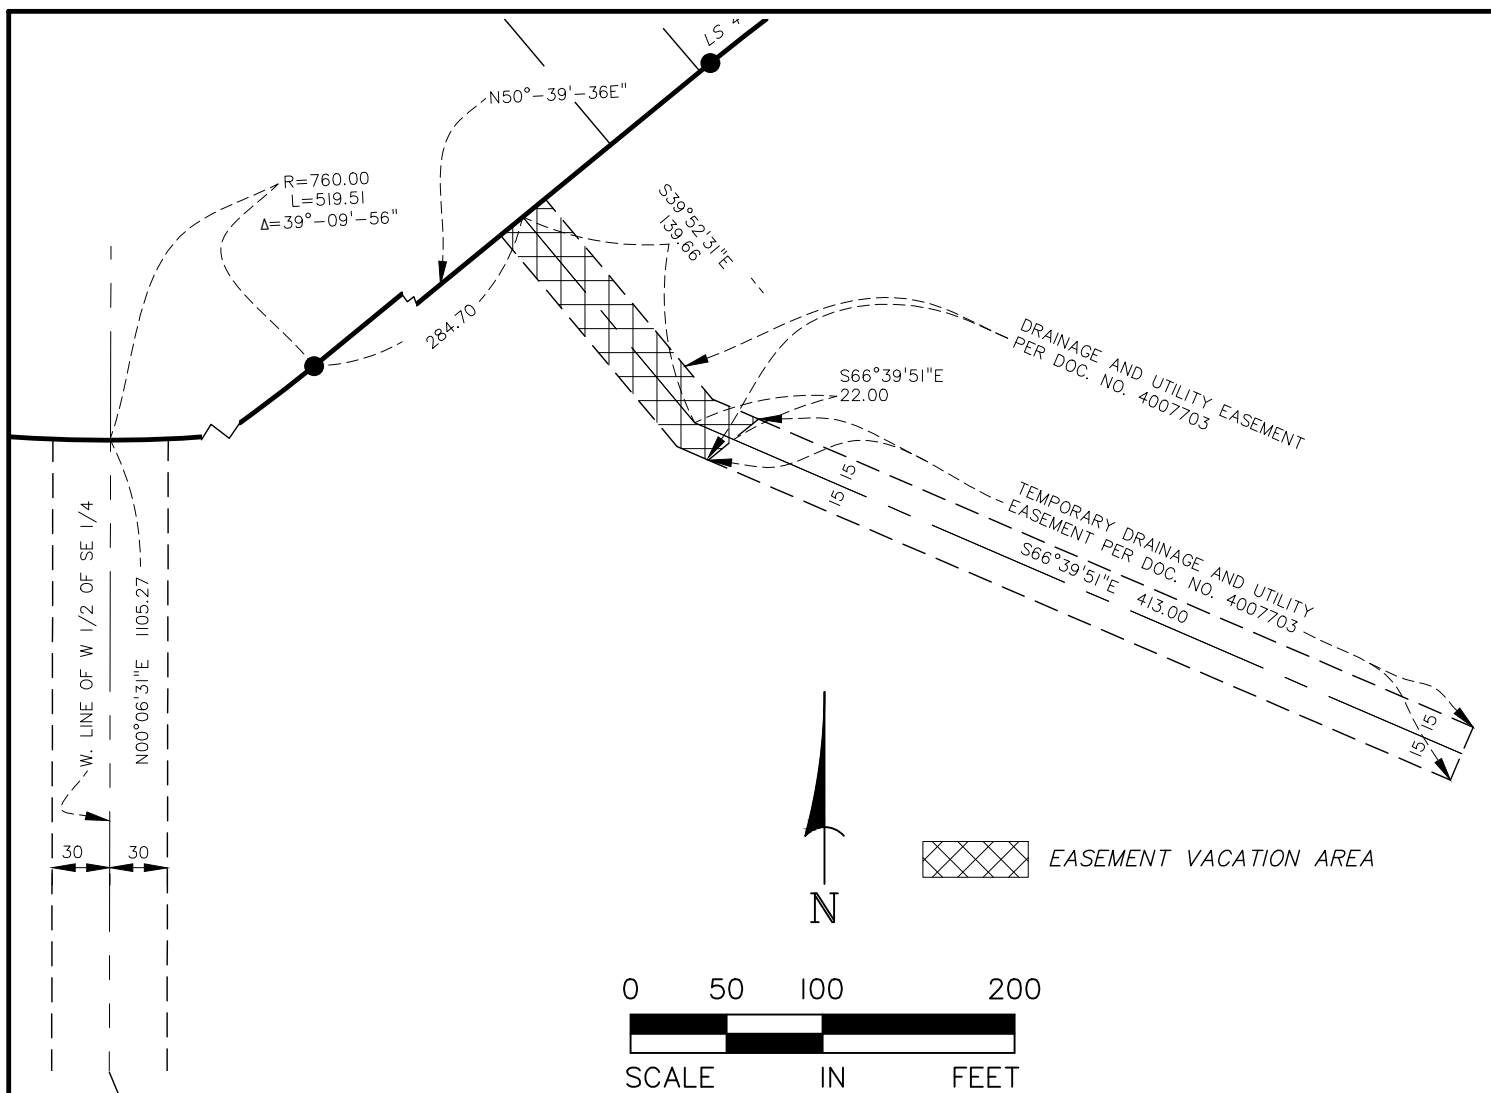 LS 4
N50°-39'-36E"
R=760.00
L=519.51
Δ=39°-09'-56"
S39°52'31"E
139.66
284.70
DRAINAGE AND UTILITY EASEMENT
PER DOC. NO. 4007703
S66°39'51"E
22.00
15
15
TEMPORARY DRAINAGE AND UTILITY
EASEMENT PER DOC. NO. 4007703
S66°39'51"E 413.00
15
15
W. LINE OF W 1/2 OF SE 1/4
N00°06'31"E 1105.27
30
30
EASEMENT VACATION AREA
N
0 50 100 200
SCALE IN FEET